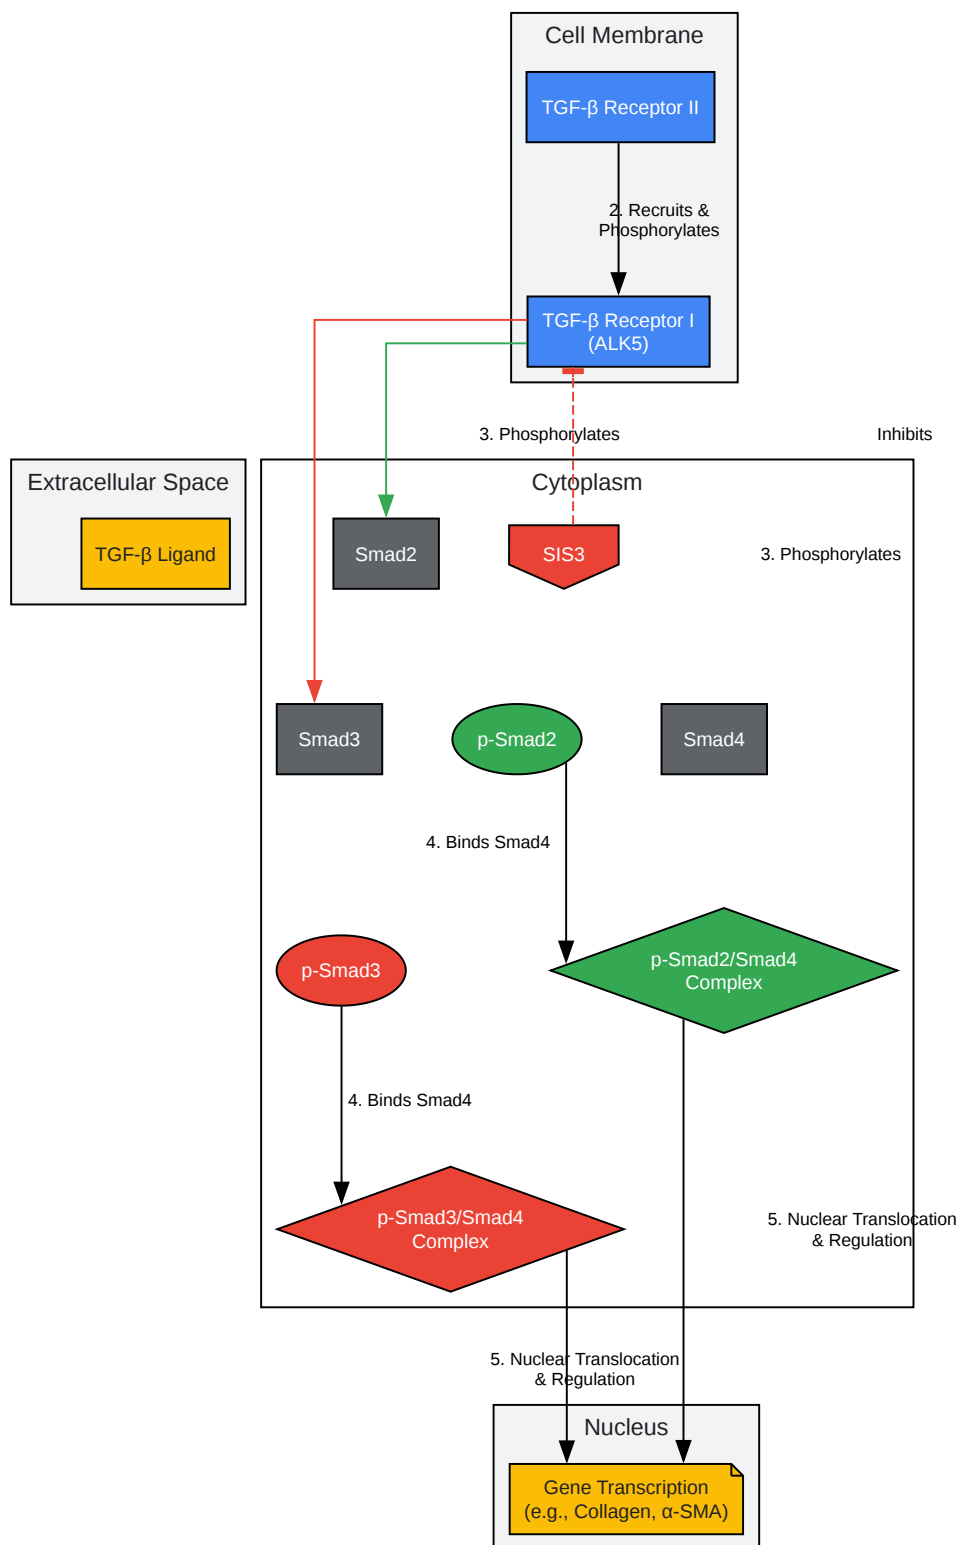 Cell Membrane
TGF-β Receptor II
2. Recruits &
Phosphorylates
TGF-β Receptor I
(ALK5)
3. Phosphorylates
Inhibits
Extracellular Space
TGF-β Ligand
Cytoplasm
Smad2
SIS3
3. Phosphorylates
Smad3
p-Smad2
Smad4
4. Binds Smad4
p-Smad3
p-Smad2/Smad4
Complex
4. Binds Smad4
p-Smad3/Smad4
Complex
5. Nuclear Translocation
& Regulation
5. Nuclear Translocation
& Regulation
Nucleus
Gene Transcription
(e.g., Collagen, α-SMA)